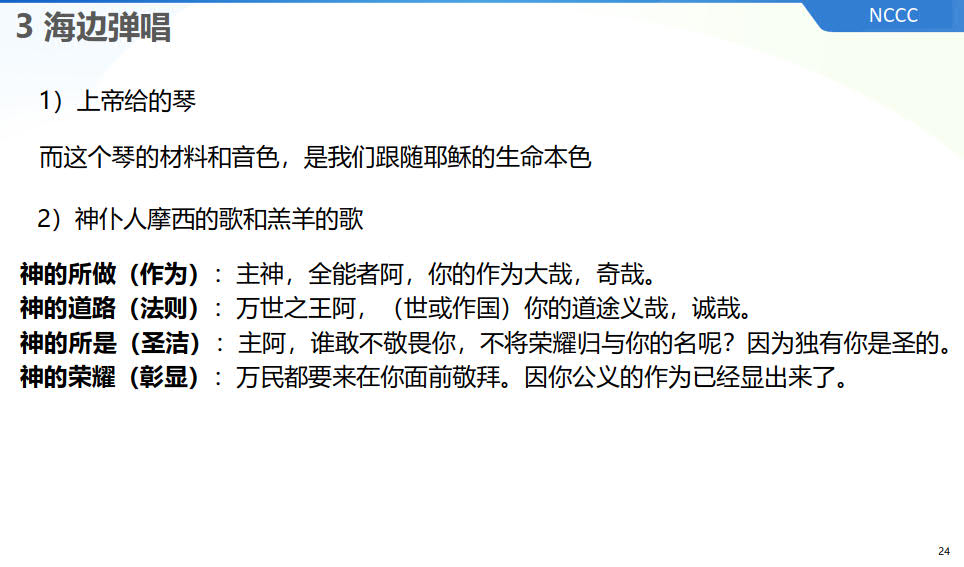 NCCC
3 海边弹唱
1）上帝给的琴
而这个琴的材料和音色，是我们跟随耶稣的生命本色
2）神仆人摩西的歌和羔羊的歌
神的所做（作为）：主神，全能者阿，你的作为大哉，奇哉。
神的道路（法则）：万世之王阿，（世或作国）你的道途义哉，诚哉。
神的所是（圣洁）：主阿，谁敢不敬畏你，不将荣耀归与你的名呢？因为独有你是圣的。
神的荣耀（彰显）：万民都要来在你面前敬拜。因你公义的作为已经显出来了。
24